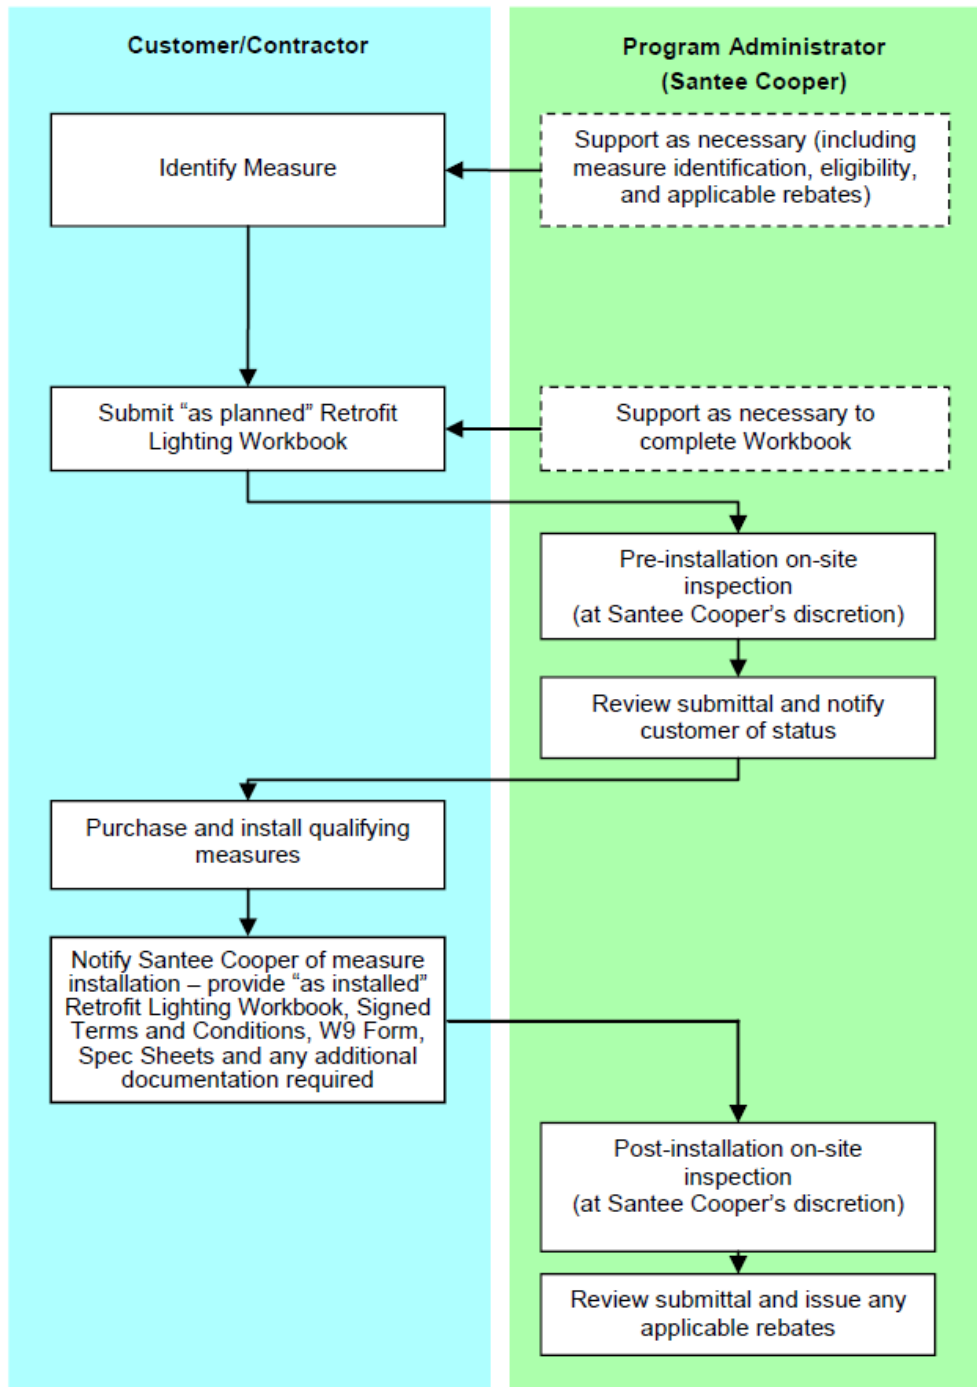 Customer/Contractor
Program Administrator
(Santee Cooper)
Identify Measure
Support as necessary (including
measure identification, eligibility,
and applicable rebates)
Submit “as planned” Retrofit
Lighting Workbook
Support as necessary to
complete Workbook
Pre-installation on-site
inspection
(at Santee Cooper’s discretion)
Review submittal and notify
customer of status
Purchase and install qualifying
measures
Notify Santee Cooper of measure
installation – provide “as installed”
Retrofit Lighting Workbook, Signed
Terms and Conditions, W9 Form,
Spec Sheets and any additional
documentation required
Post-installation on-site
inspection
(at Santee Cooper’s discretion)
Review submittal and issue any
applicable rebates